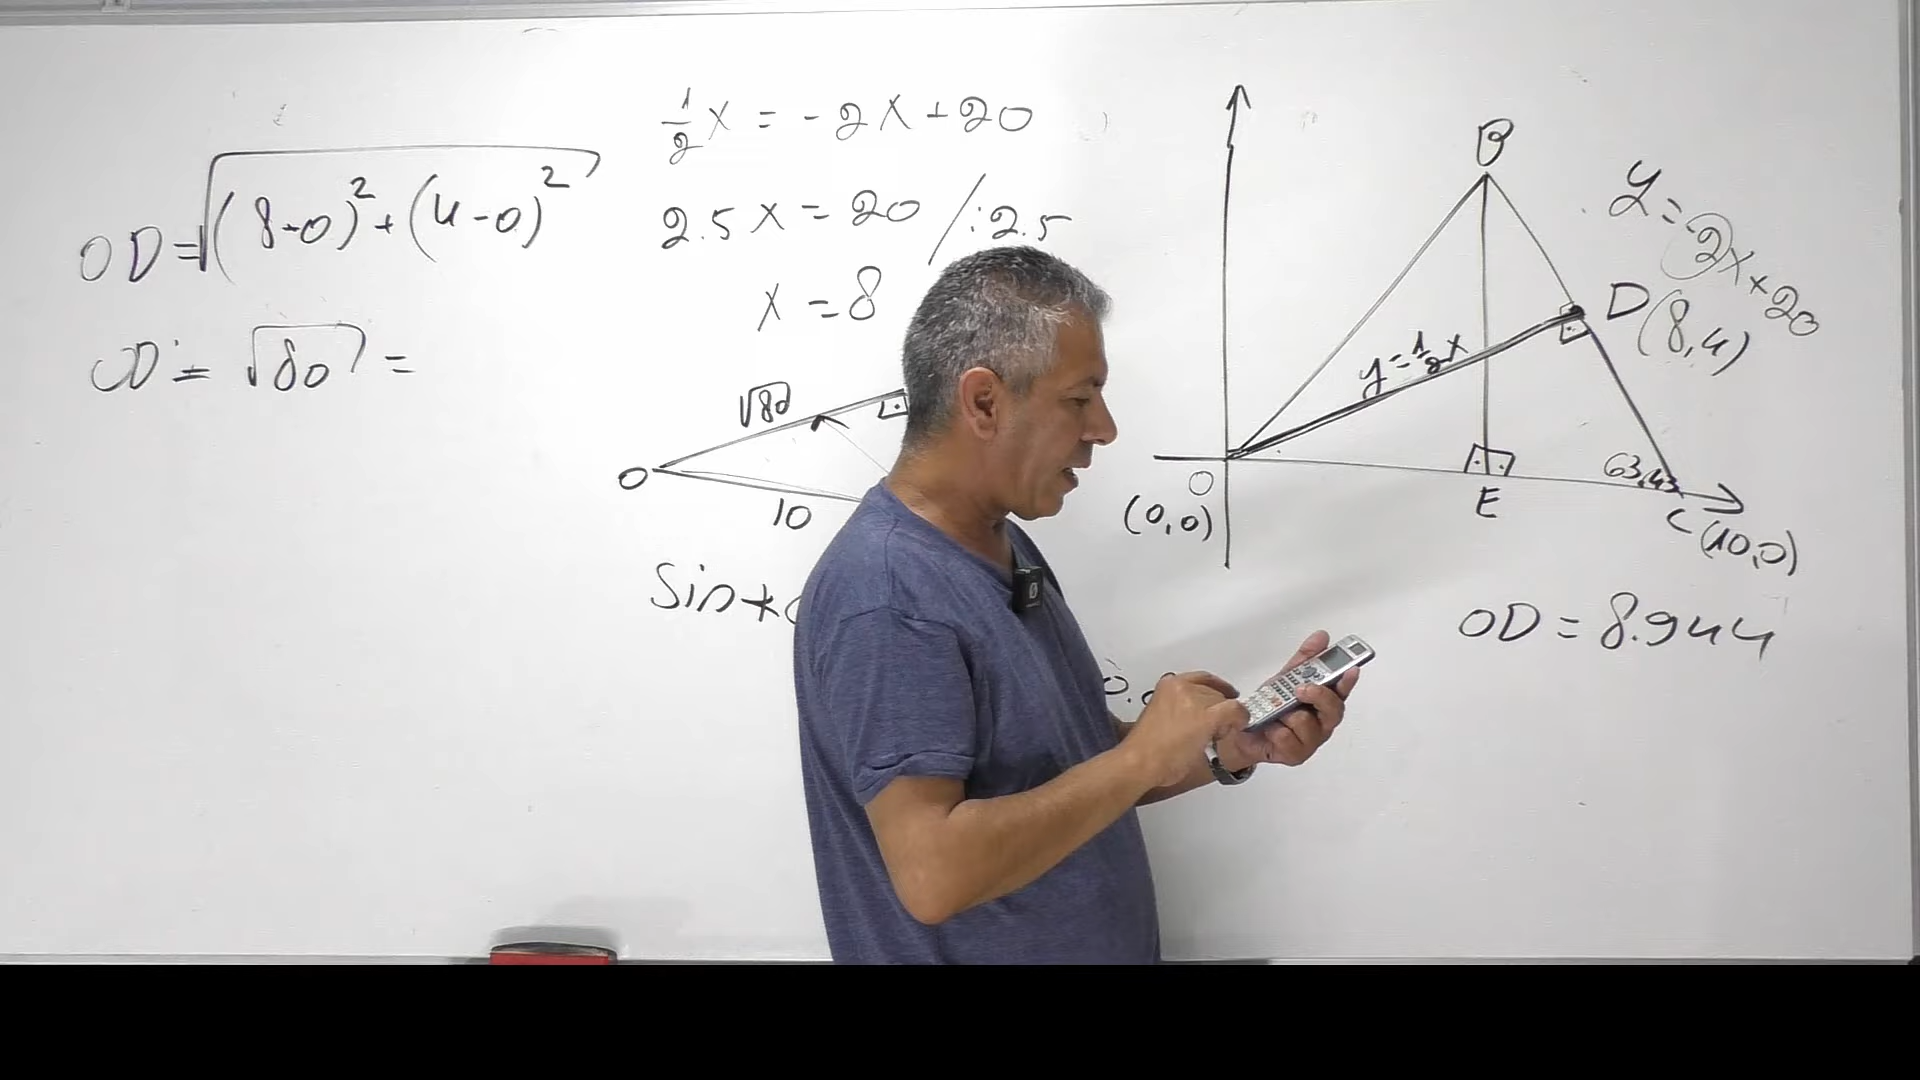 OD = √(8-0)² + (4-0)²
OD = √80 =
½x = -2x + 20
2.5x = 20 /:2.5
x = 8
√80
O
10
Sin
0.
B
y = -2x + 20
D(8,4)
y = ½x
63.43
O
(0,0)
E
C(10,0)
OD = 8.944